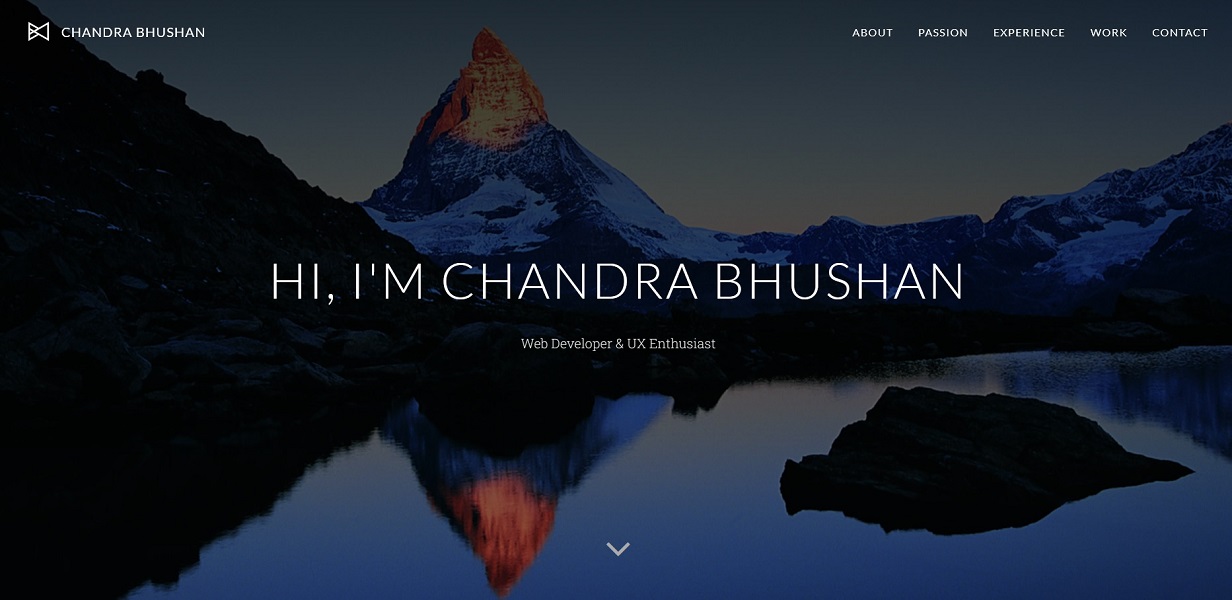 CHANDRA BHUSHAN
ABOUT PASSION EXPERIENCE WORK CONTACT
HI, I'M CHANDRA BHUSHAN
Web Developer & UX Enthusiast